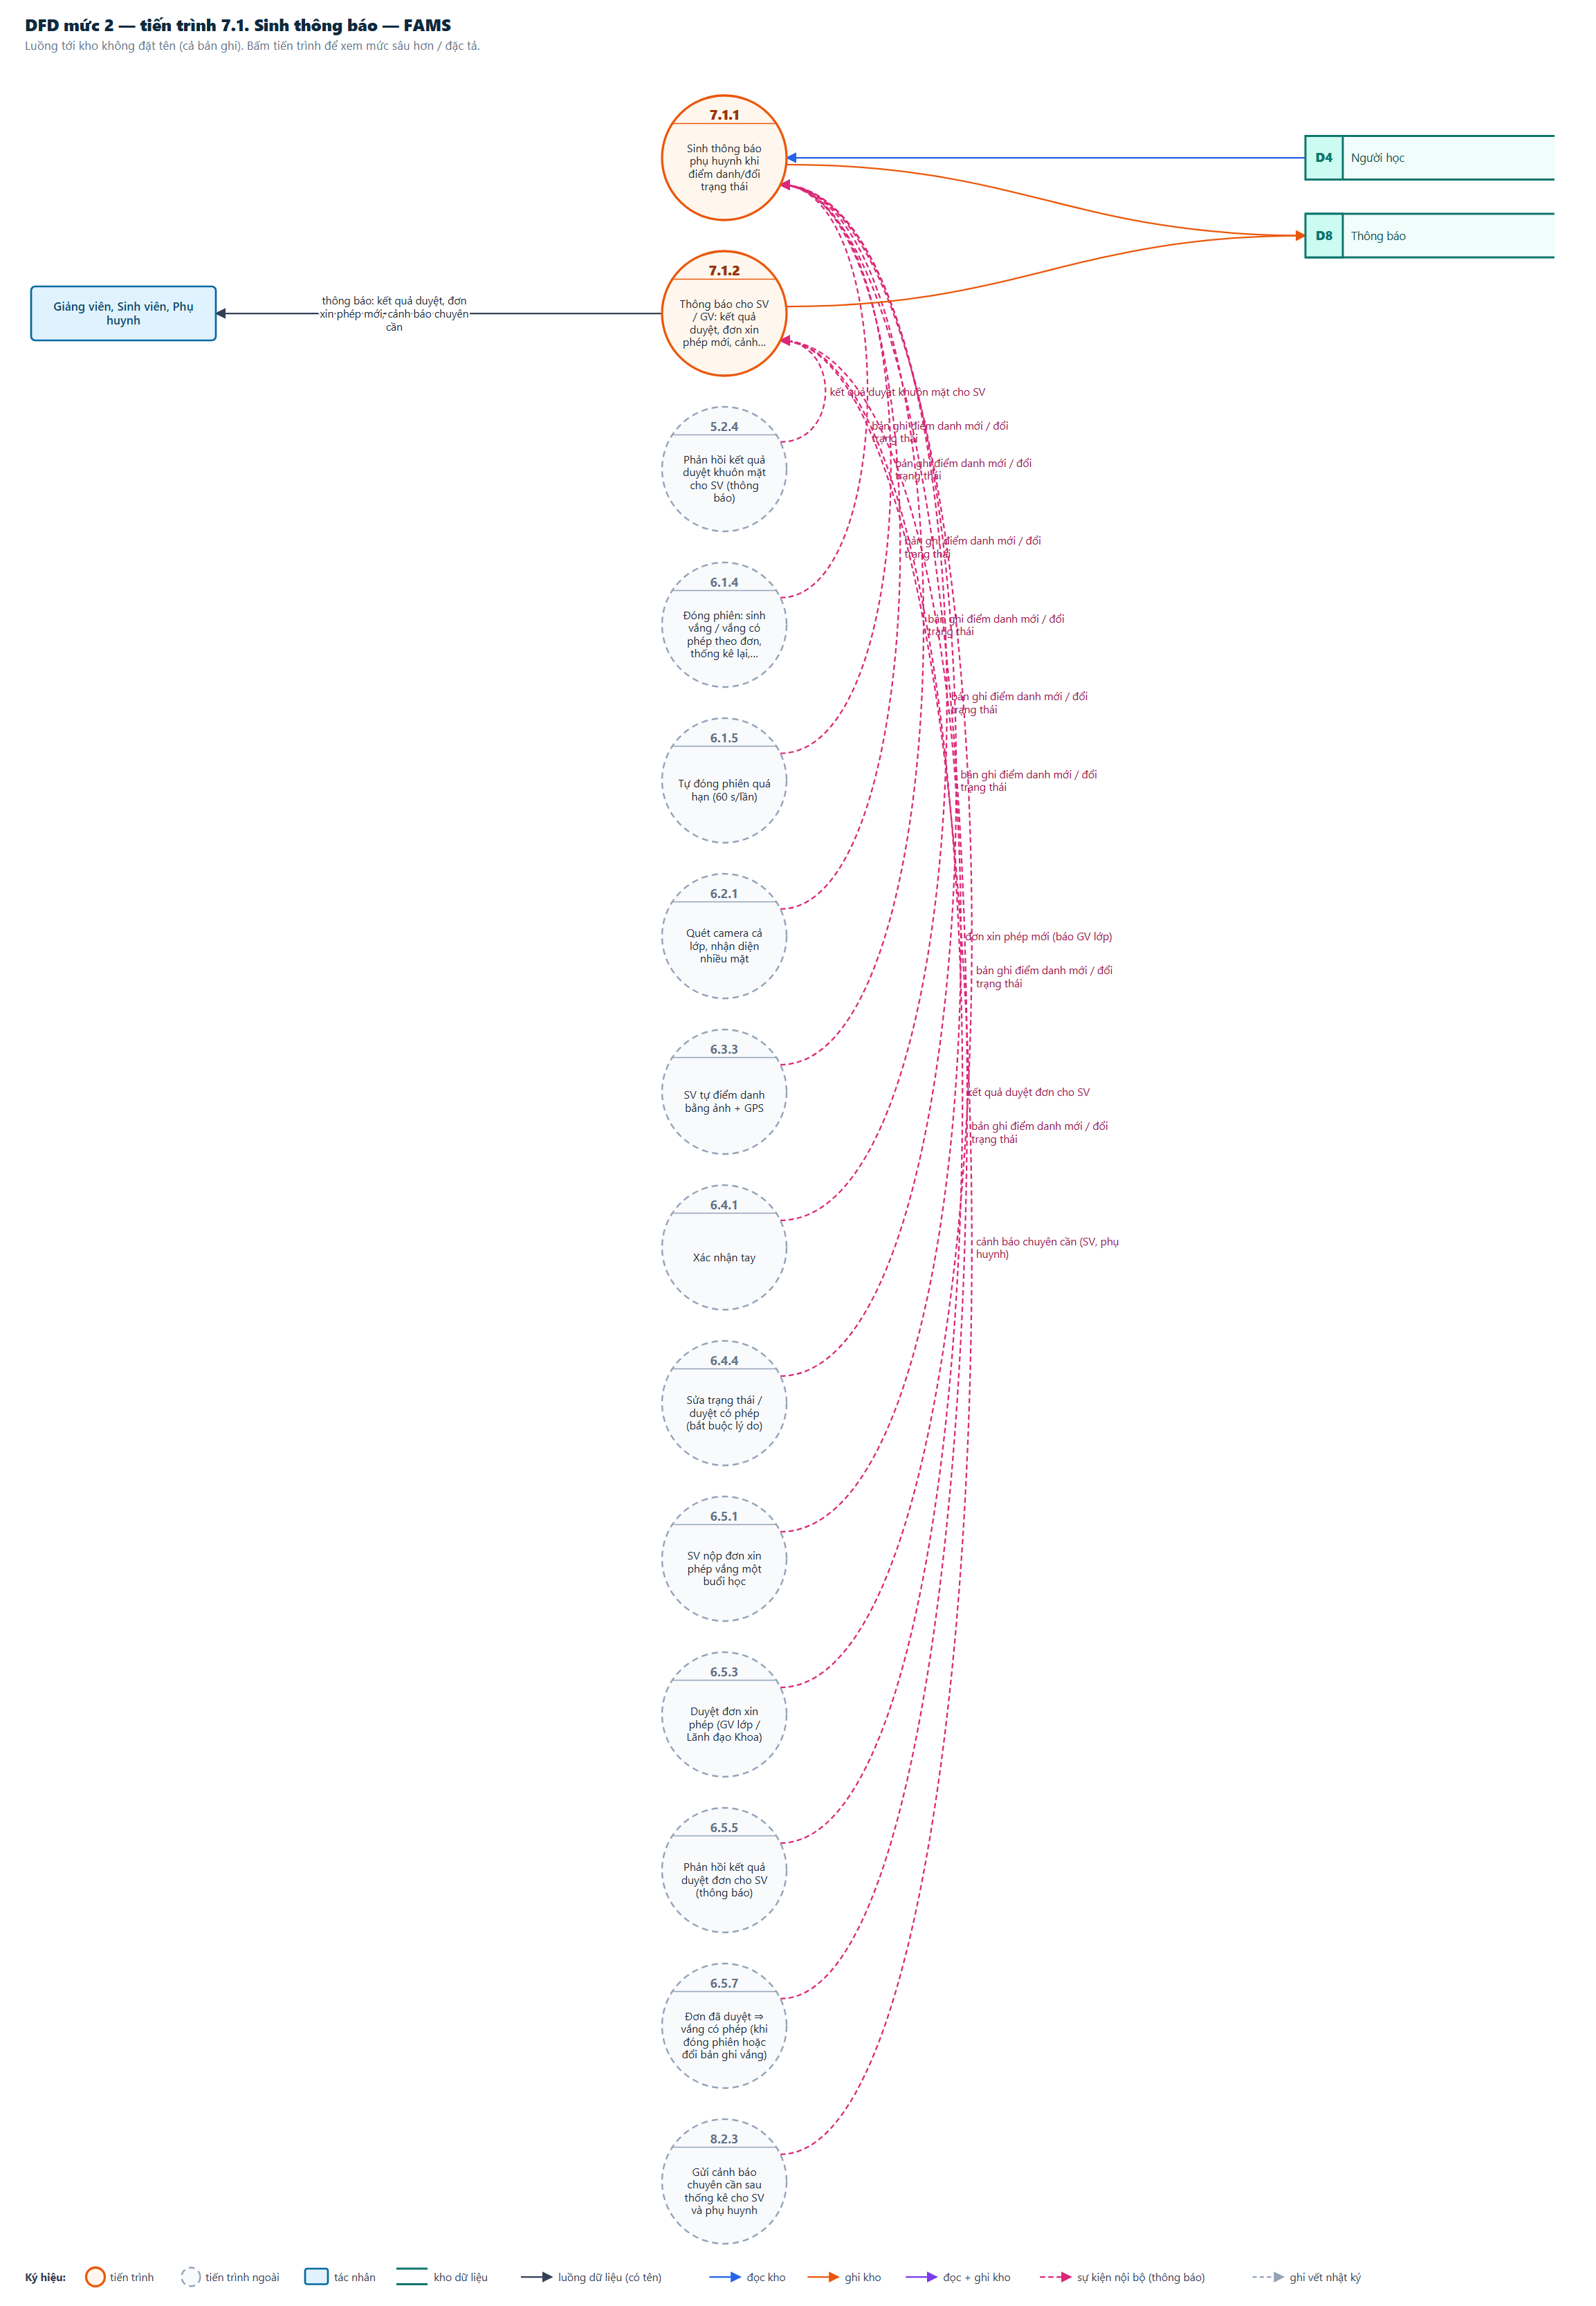 DFD mức 2 — tiến trình 7.1. Sinh thông báo — FAMS
Luồng tới kho không đặt tên (cả bản ghi). Bấm tiến trình để xem mức sâu hơn / đặc tả.
7.1.1
Sinh thông báo
phụ huynh khi
điểm danh/đổi
trạng thái
D4
Người học
D8
Thông báo
Giảng viên, Sinh viên, Phụ
huynh
thông báo: kết quả duyệt, đơn
xin phép mới, cảnh báo chuyên
cần
7.1.2
Thông báo cho SV
/ GV: kết quả
duyệt, đơn xin
phép mới, cảnh...
kết quả duyệt khuôn mặt cho SV
bản ghi điểm danh mới / đổi
trạng thái
bản ghi điểm danh mới / đổi
trạng thái
5.2.4
Phản hồi kết quả
duyệt khuôn mặt
cho SV (thông
báo)
bản ghi điểm danh mới / đổi
trạng thái
6.1.4
Đóng phiên: sinh
vắng / vắng có
phép theo đơn,
thống kê lại,...
bản ghi điểm danh mới / đổi
trạng thái
bản ghi điểm danh mới / đổi
trạng thái
6.1.5
Tự đóng phiên quá
hạn (60 s/lần)
bản ghi điểm danh mới / đổi
trạng thái
6.2.1
Quét camera cả
lớp, nhận diện
nhiều mặt
đơn xin phép mới (báo GV lớp)
bản ghi điểm danh mới / đổi
trạng thái
6.3.3
SV tự điểm danh
bằng ảnh + GPS
kết quả duyệt đơn cho SV
bản ghi điểm danh mới / đổi
trạng thái
6.4.1
Xác nhận tay
cảnh báo chuyên cần (SV, phụ
huynh)
6.4.4
Sửa trạng thái /
duyệt có phép
(bắt buộc lý do)
6.5.1
SV nộp đơn xin
phép vắng một
buổi học
6.5.3
Duyệt đơn xin
phép (GV lớp /
Lãnh đạo Khoa)
6.5.5
Phản hồi kết quả
duyệt đơn cho SV
(thông báo)
6.5.7
Đơn đã duyệt ⇒
vắng có phép (khi
đóng phiên hoặc
đổi bản ghi vắng)
8.2.3
Gửi cảnh báo
chuyên cần sau
thống kê cho SV
và phụ huynh
Ký hiệu: tiến trình tiến trình ngoài tác nhân kho dữ liệu luồng dữ liệu (có tên) đọc kho ghi kho đọc + ghi kho sự kiện nội bộ (thông báo) ghi vết nhật ký